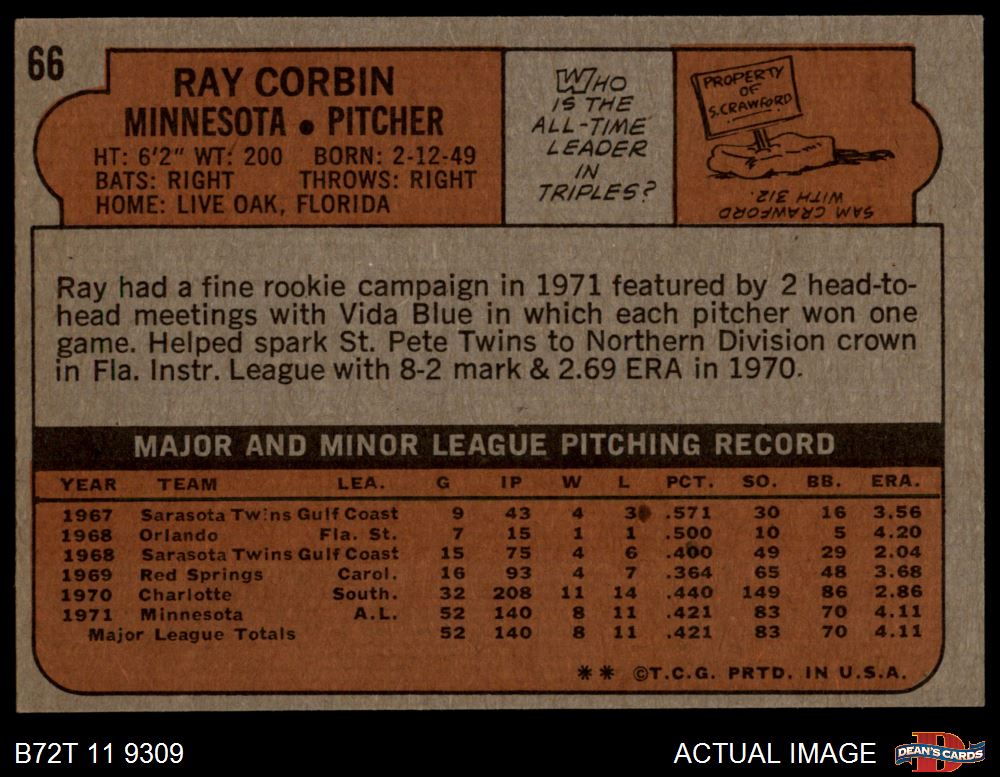 66
RAY CORBIN
MINNESOTA • PITCHER
HT: 6'2" WT: 200 BORN: 2-12-49
BATS: RIGHT THROWS: RIGHT
HOME: LIVE OAK, FLORIDA
WHO
IS THE
ALL-TIME
LEADER
IN
TRIPLES?
PROPERTY
OF
S.CRAWFORD
SAM CRAWFORD
WITH 312.
Ray had a fine rookie campaign in 1971 featured by 2 head-to-
head meetings with Vida Blue in which each pitcher won one
game. Helped spark St. Pete Twins to Northern Division crown
in Fla. Instr. League with 8-2 mark & 2.69 ERA in 1970.
MAJOR AND MINOR LEAGUE PITCHING RECORD
YEAR TEAM LEA. G IP W L PCT. SO. BB. ERA.
1967 Sarasota Twins Gulf Coast 9 43 4 3 .571 30 16 3.56
1968 Orlando Fla. St. 7 15 1 1 .500 10 5 4.20
1968 Sarasota Twins Gulf Coast 15 75 4 6 .400 49 29 2.04
1969 Red Springs Carol. 16 93 4 7 .364 65 48 3.68
1970 Charlotte South. 32 208 11 14 .440 149 86 2.86
1971 Minnesota A.L. 52 140 8 11 .421 83 70 4.11
Major League Totals 52 140 8 11 .421 83 70 4.11
** ©T.C.G. PRTD. IN U.S.A.
B72T 11 9309
ACTUAL IMAGE
D
DEAN'S CARDS